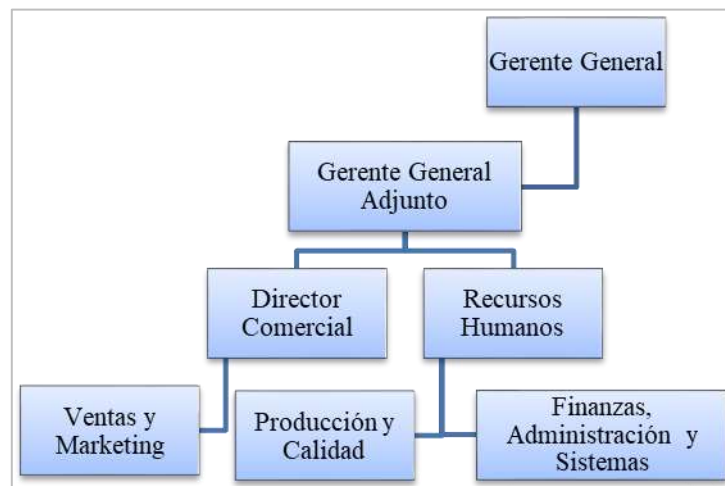 Gerente General
Gerente General
Adjunto
Director
Comercial
Recursos
Humanos
Ventas y
Marketing
Producción y
Calidad
Finanzas,
Administración y
Sistemas